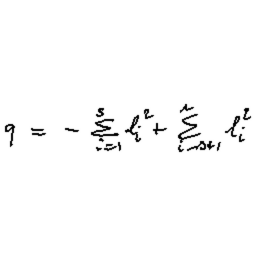 q = - \sum_{i=1}^{s} l_i^2 + \sum_{i=s+1}^{r} l_i^2